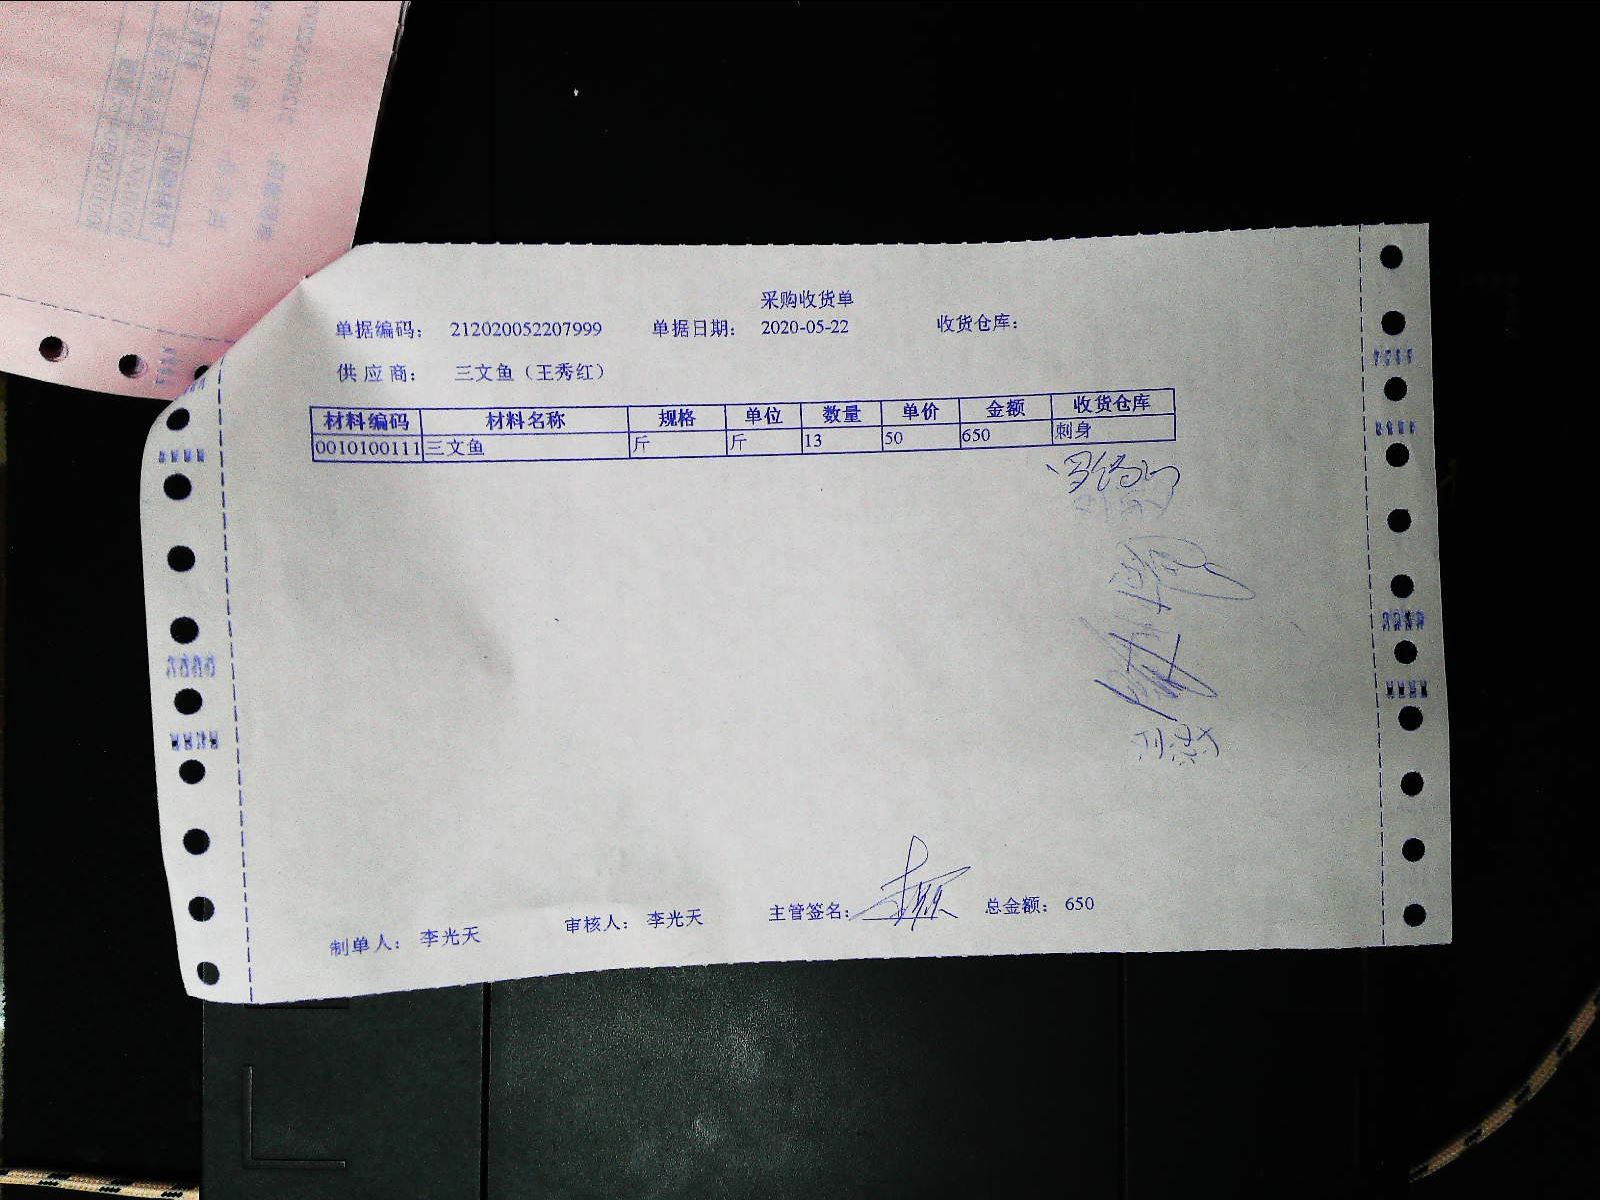 采购收货单
单据编码： 212020052207999 单据日期： 2020-05-22 收货仓库：
供应商： 三文鱼（王秀红）
材料编码 材料名称 规格 单位 数量 单价 金额 收货仓库
0010100111 三文鱼 斤 斤 13 50 650 刺身
制单人： 李光天 审核人： 李光天 主管签名： 总金额： 650